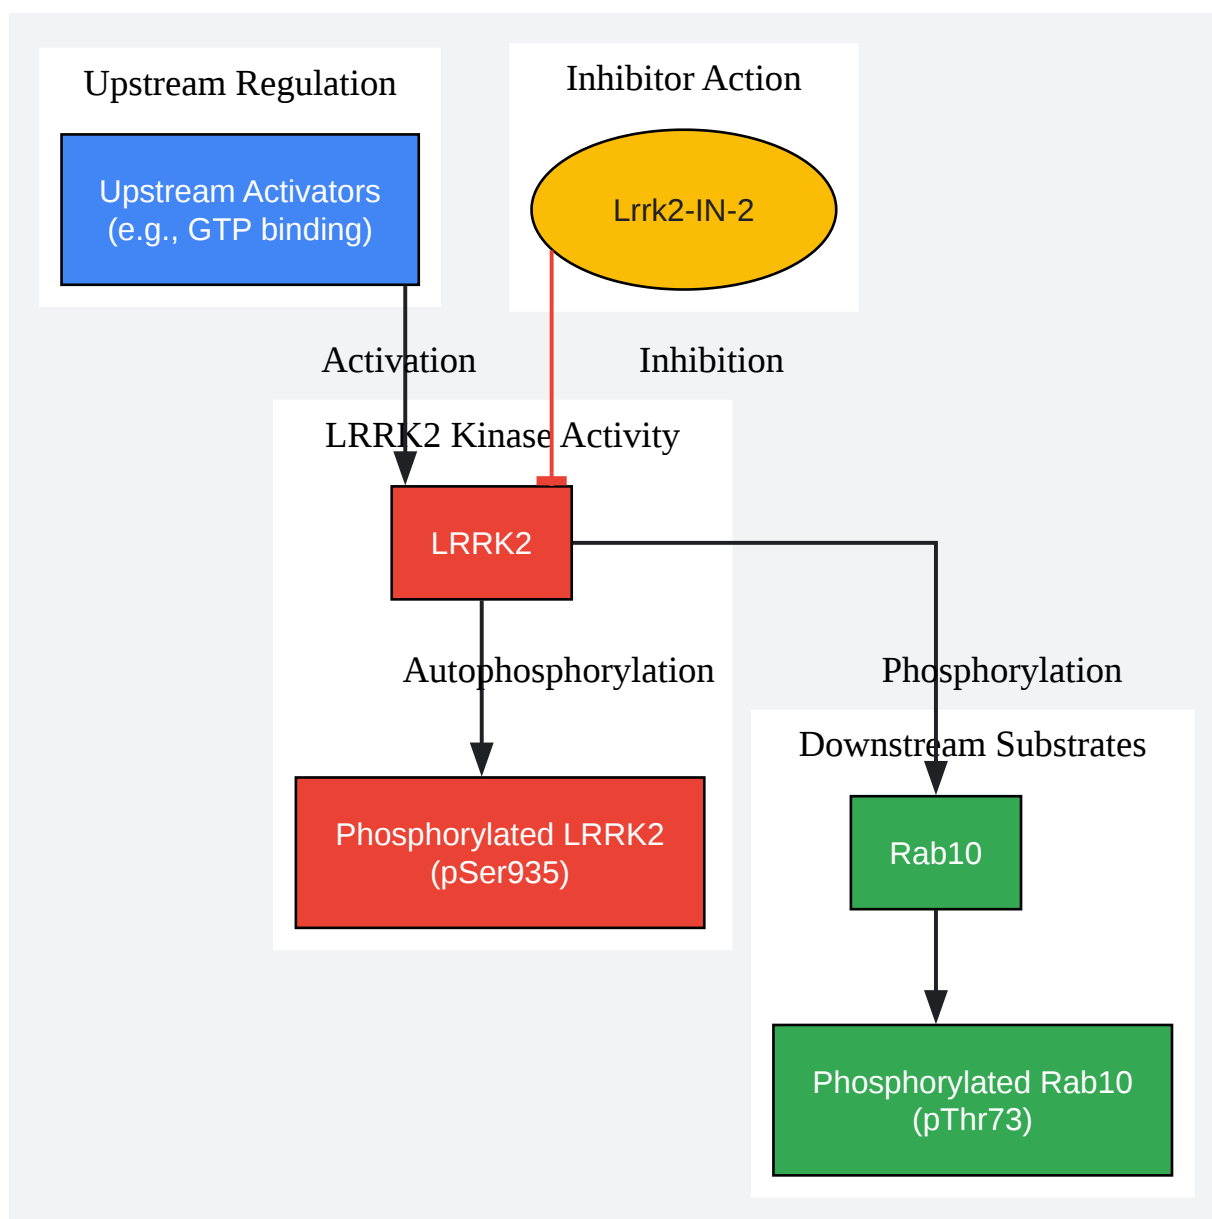 Upstream Regulation
Upstream Activators
(e.g., GTP binding)
Inhibitor Action
Lrrk2-IN-2
Activation
Inhibition
LRRK2 Kinase Activity
LRRK2
Autophosphorylation
Phosphorylated LRRK2
(pSer935)
Phosphorylation
Downstream Substrates
Rab10
Phosphorylated Rab10
(pThr73)